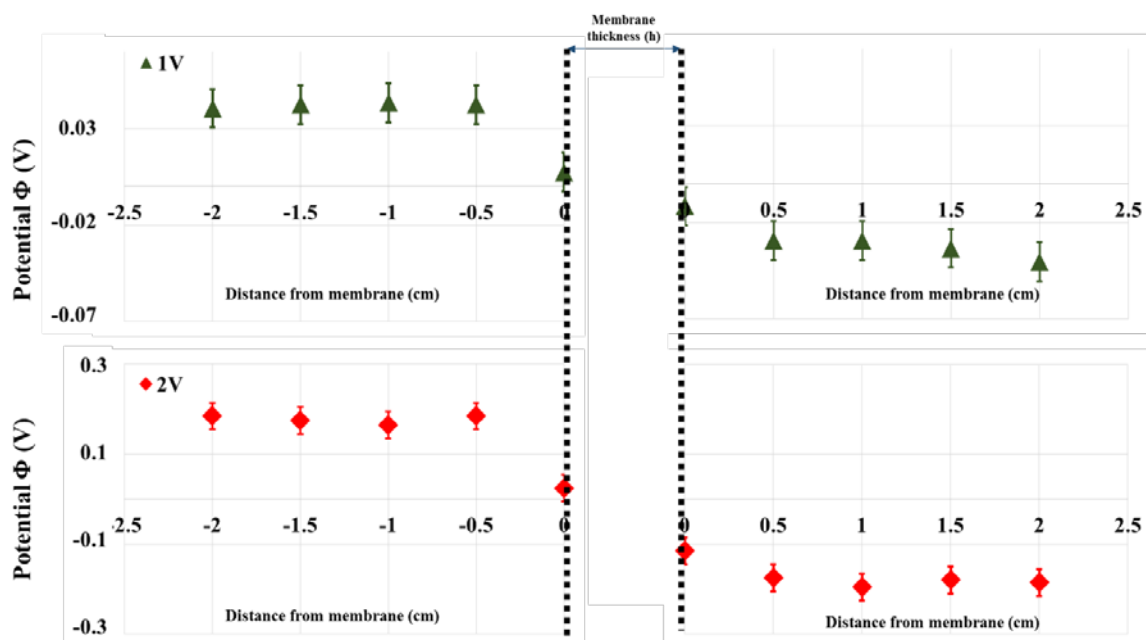 Membrane
thickness (h)
1V
Potential Φ (V)
0.03
-0.02
-0.07
-2.5 -2 -1.5 -1 -0.5 0
0 0.5 1 1.5 2 2.5
Distance from membrane (cm)
Distance from membrane (cm)
2V
Potential Φ (V)
0.3
0.1
-0.1
-0.3
-2.5 -2 -1.5 -1 -0.5 0
0 0.5 1 1.5 2 2.5
Distance from membrane (cm)
Distance from membrane (cm)